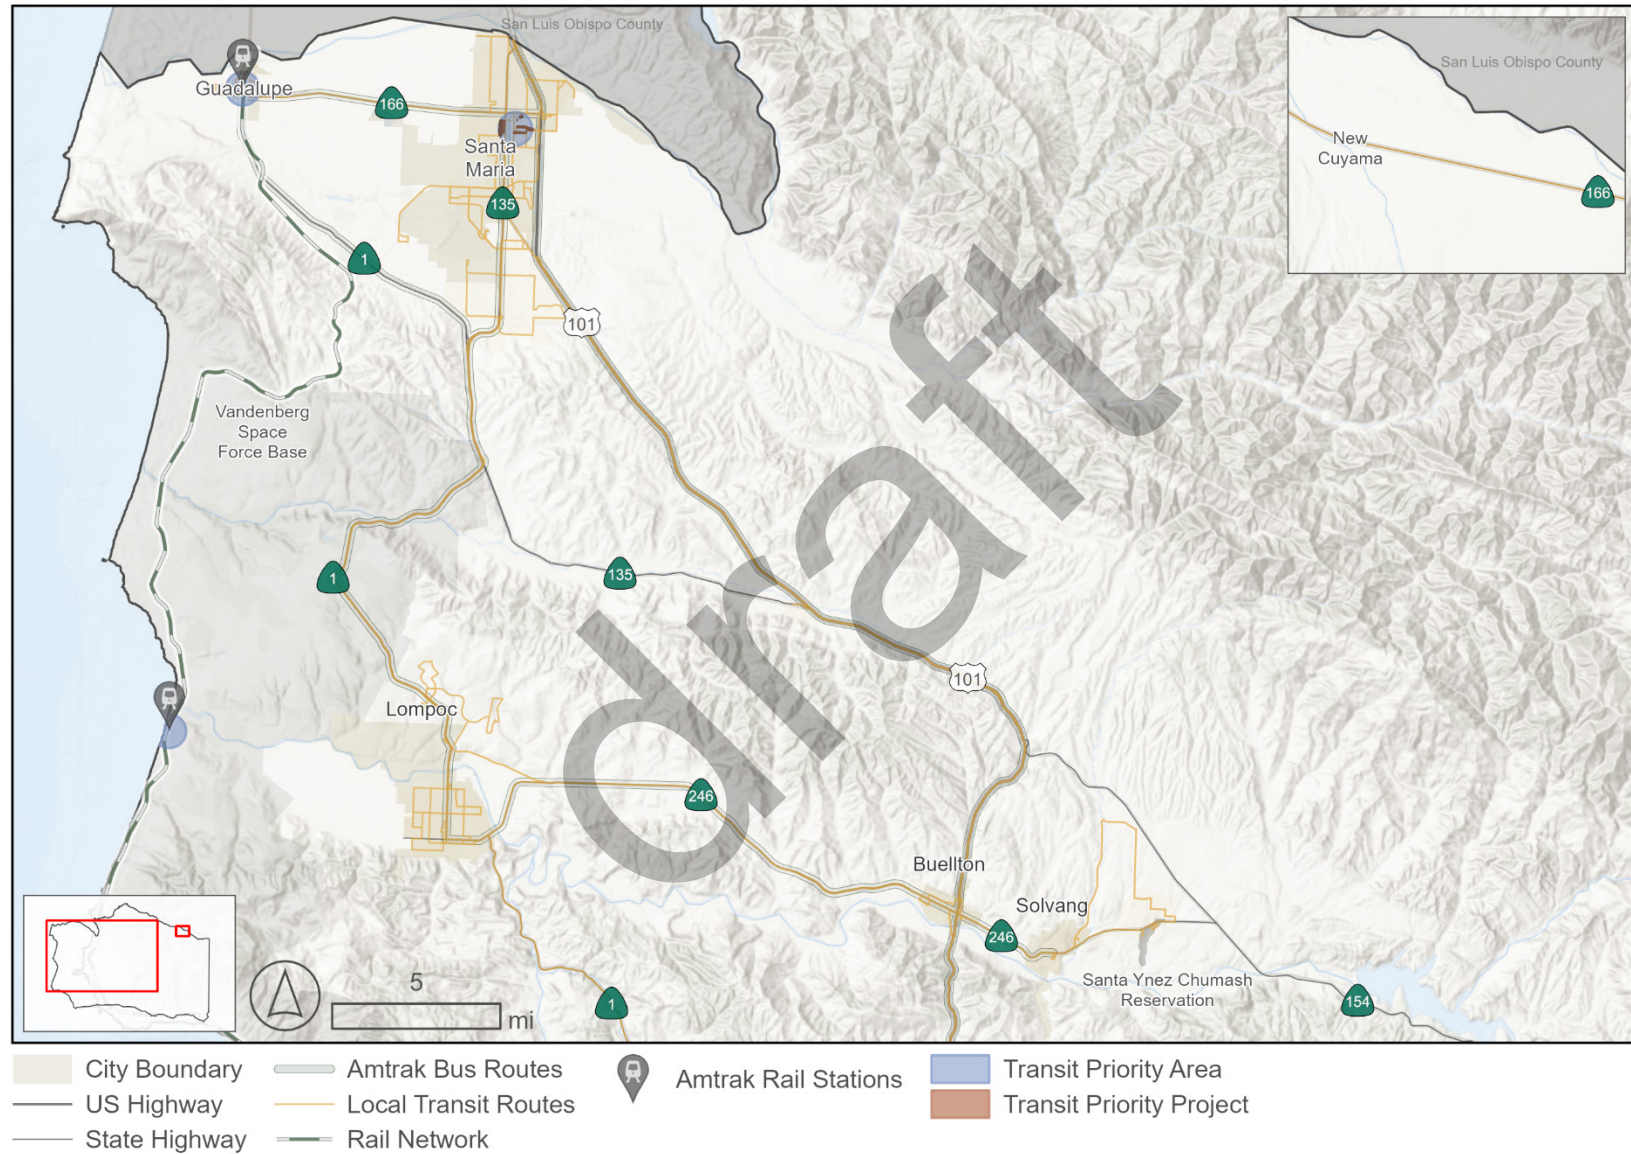 San Luis Obispo County
San Luis Obispo County
Guadalupe
166
Santa
Maria
135
New
Cuyama
166
1
101
Vandenberg
Space
Force Base
draft
1
135
101
Lompoc
246
Buellton
Solvang
246
Santa Ynez Chumash
Reservation
154
1
5
mi
City Boundary
US Highway
State Highway
Amtrak Bus Routes
Local Transit Routes
Rail Network
Amtrak Rail Stations
Transit Priority Area
Transit Priority Project